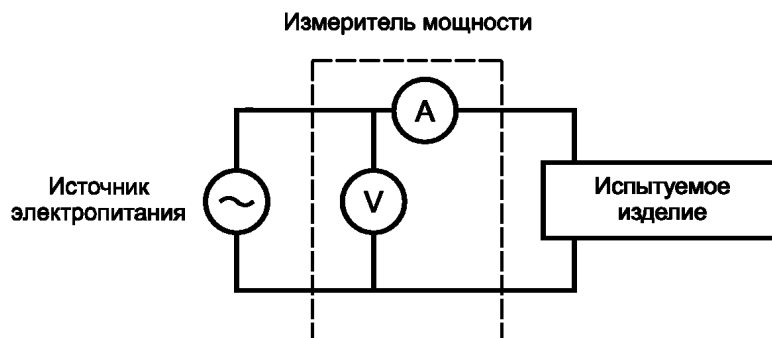 Измеритель мощности
A
Источник
электропитания
V
Испытуемое
изделие